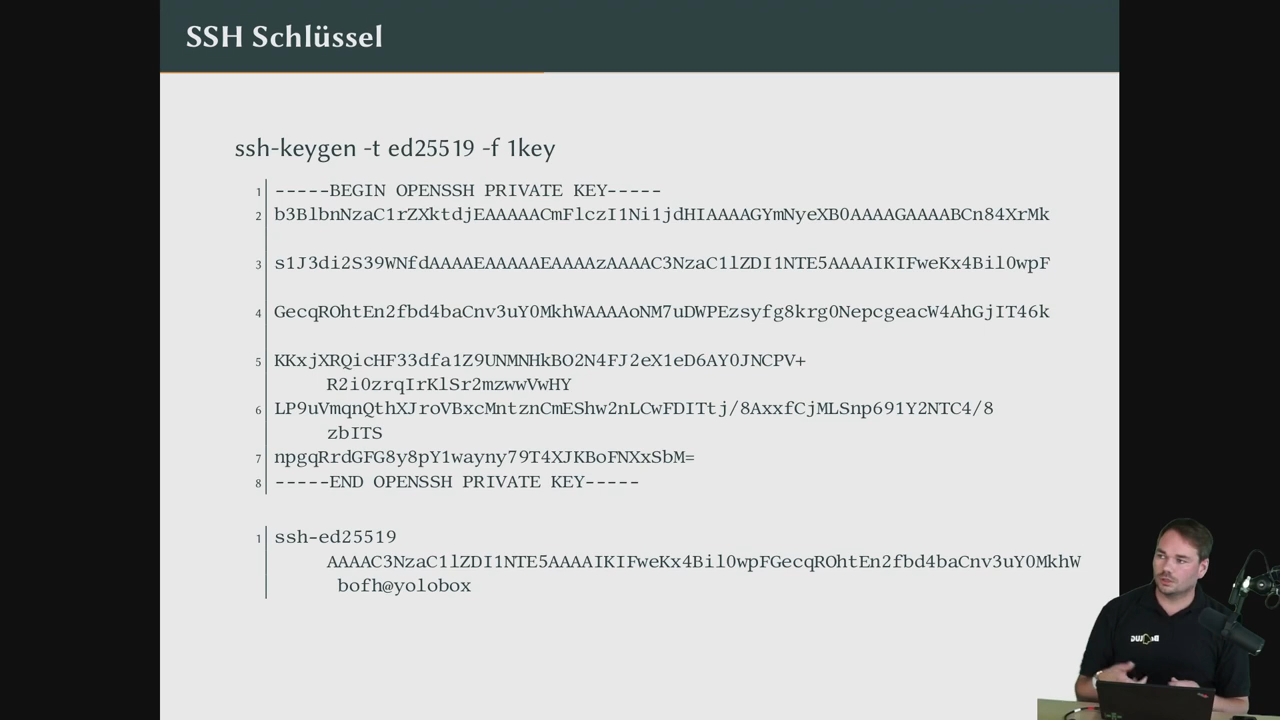 SSH Schlüssel
ssh-keygen -t ed25519 -f 1key
1 -----BEGIN OPENSSH PRIVATE KEY-----
2 b3BlbnNzaC1rZXktdjEAAAAACmFlczI1Ni1jdHIAAAAGYmNyeXB0AAAAGAAAABCn84XrMk
3 s1J3di2S39WNfdAAAAEAAAAAEAAAAzAAAAC3NzaC1lZDI1NTE5AAAAIKIFweKx4Bil0wpF
4 GecqROhtEn2fbd4baCnv3uY0MkhWAAAAoNM7uDWPEzsyfg8krg0NepcgeacW4AhGjIT46k
5 KKxjXRQicHF33dfa1Z9UNMNHkBO2N4FJ2eX1eD6AY0JNCPV+
R2i0zrqIrKlSr2mzwwVwHY
6 LP9uVmqnQthXJroVBxcMntznCmEShw2nLCwFDITtj/8AxxfCjMLSnp691Y2NTC4/8
zbITS
7 npgqRrdGFG8y8pY1wayny79T4XJKBoFNXxSbM=
8 -----END OPENSSH PRIVATE KEY-----
1 ssh-ed25519
AAAAC3NzaC1lZDI1NTE5AAAAIKIFweKx4Bil0wpFGecqROhtEn2fbd4baCnv3uY0MkhW
bofh@yolobox